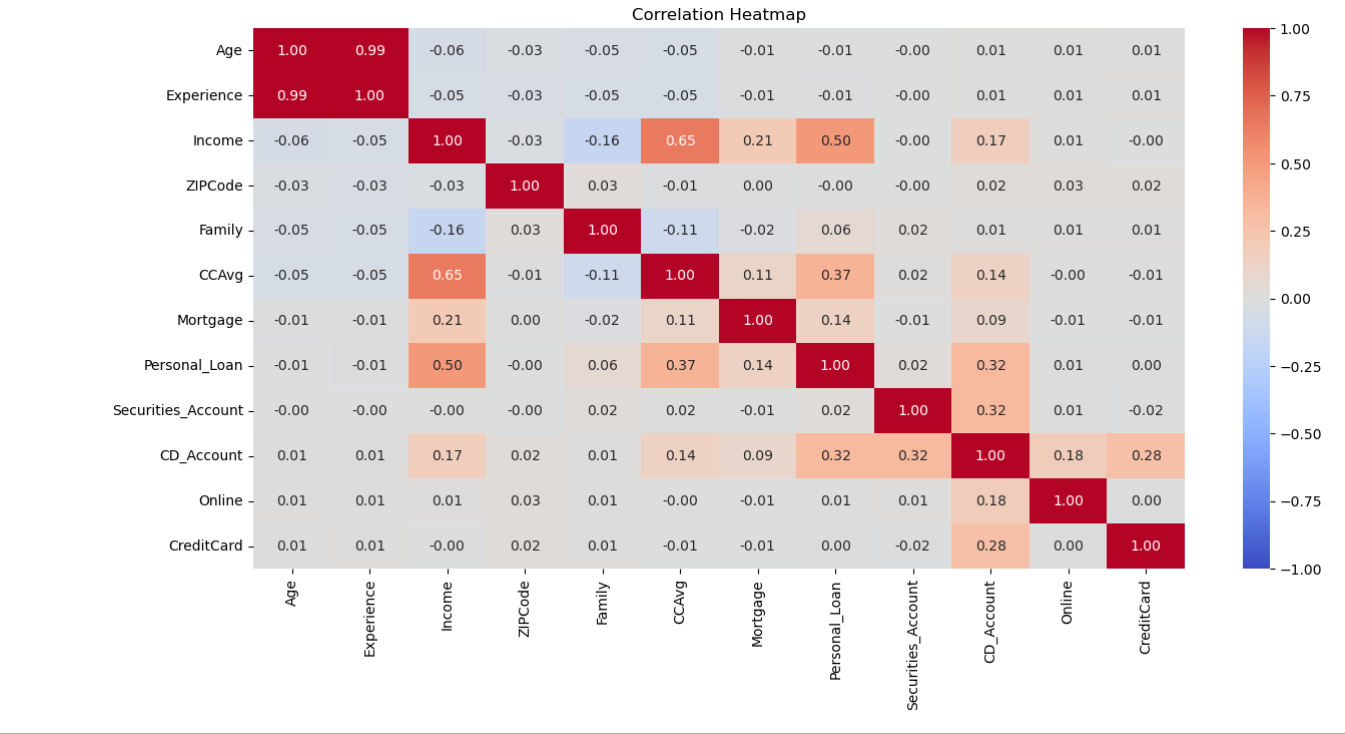 Correlation Heatmap
Age 1.00 0.99 -0.06 -0.03 -0.05 -0.05 -0.01 -0.01 -0.00 0.01 0.01 0.01
Experience 0.99 1.00 -0.05 -0.03 -0.05 -0.05 -0.01 -0.01 -0.00 0.01 0.01 0.01
Income -0.06 -0.05 1.00 -0.03 -0.16 0.65 0.21 0.50 -0.00 0.17 0.01 -0.00
ZIPCode -0.03 -0.03 -0.03 1.00 0.03 -0.01 0.00 -0.00 -0.00 0.02 0.03 0.02
Family -0.05 -0.05 -0.16 0.03 1.00 -0.11 -0.02 0.06 0.02 0.01 0.01 0.01
CCAvg -0.05 -0.05 0.65 -0.01 -0.11 1.00 0.11 0.37 0.02 0.14 -0.00 -0.01
Mortgage -0.01 -0.01 0.21 0.00 -0.02 0.11 1.00 0.14 -0.01 0.09 -0.01 -0.01
Personal_Loan -0.01 -0.01 0.50 -0.00 0.06 0.37 0.14 1.00 0.02 0.32 0.01 0.00
Securities_Account -0.00 -0.00 -0.00 -0.00 0.02 0.02 -0.01 0.02 1.00 0.32 0.01 -0.02
CD_Account 0.01 0.01 0.17 0.02 0.01 0.14 0.09 0.32 0.32 1.00 0.18 0.28
Online 0.01 0.01 0.01 0.03 0.01 -0.00 -0.01 0.01 0.01 0.18 1.00 0.00
CreditCard 0.01 0.01 -0.00 0.02 0.01 -0.01 -0.01 0.00 -0.02 0.28 0.00 1.00
Age
Experience
Income
ZIPCode
Family
CCAvg
Mortgage
Personal_Loan
Securities_Account
CD_Account
Online
CreditCard
1.00
0.75
0.50
0.25
0.00
−0.25
−0.50
−0.75
−1.00